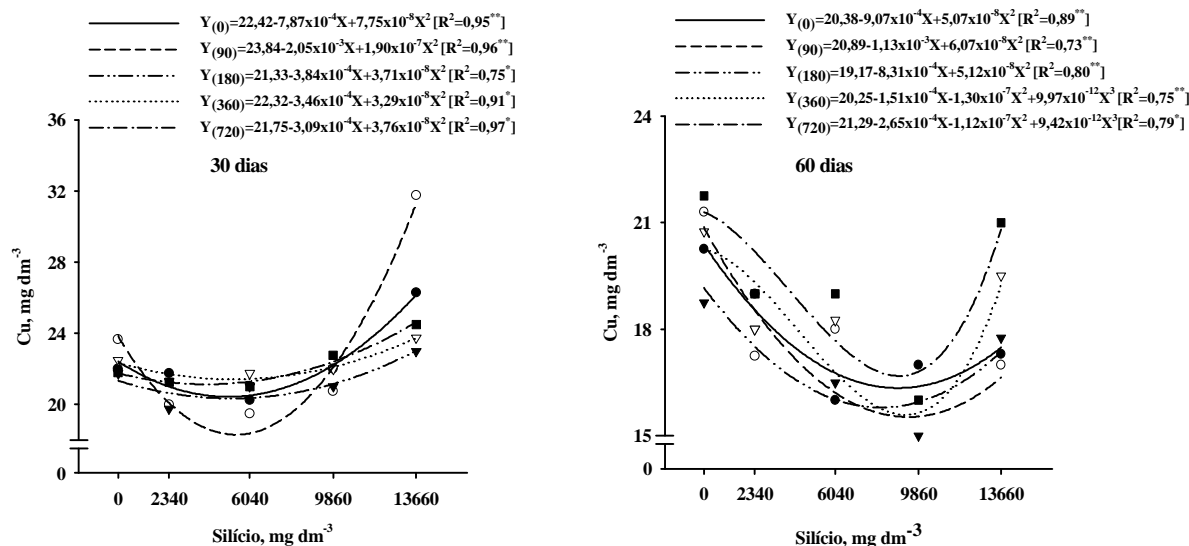 Y(0)=22,42-7,87x10⁻⁴X+7,75x10⁻⁸X² [R²=0,95**]
Y(90)=23,84-2,05x10⁻³X+1,90x10⁻⁷X² [R²=0,96**]
Y(180)=21,33-3,84x10⁻⁴X+3,71x10⁻⁸X² [R²=0,75*]
Y(360)=22,32-3,46x10⁻⁴X+3,29x10⁻⁸X² [R²=0,91*]
Y(720)=21,75-3,09x10⁻⁴X+3,76x10⁻⁸X² [R²=0,97*]
36
30 dias
32
28
24
20
0
Cu, mg dm⁻³
0 2340 6040 9860 13660
Silício, mg dm⁻³
Y(0)=20,38-9,07x10⁻⁴X+5,07x10⁻⁸X² [R²=0,89**]
Y(90)=20,89-1,13x10⁻³X+6,07x10⁻⁸X² [R²=0,73**]
Y(180)=19,17-8,31x10⁻⁴X+5,12x10⁻⁸X² [R²=0,80**]
Y(360)=20,25-1,51x10⁻⁴X-1,30x10⁻⁷X²+9,97x10⁻¹²X³ [R²=0,75**]
Y(720)=21,29-2,65x10⁻⁴X-1,12x10⁻⁷X² +9,42x10⁻¹²X³[R²=0,79*]
24
60 dias
21
18
15
0
Cu, mg dm⁻³
0 2340 6040 9860 13660
Silício, mg dm⁻³